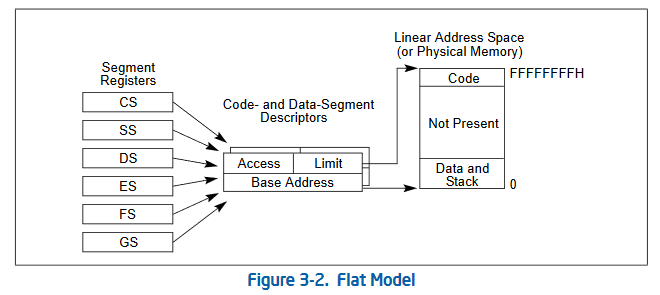 Segment
Registers
CS
SS
DS
ES
FS
GS
Code- and Data-Segment
Descriptors
Access
Limit
Base Address
Linear Address Space
(or Physical Memory)
Code
FFFFFFFFH
Not Present
Data and
Stack
0
Figure 3-2. Flat Model